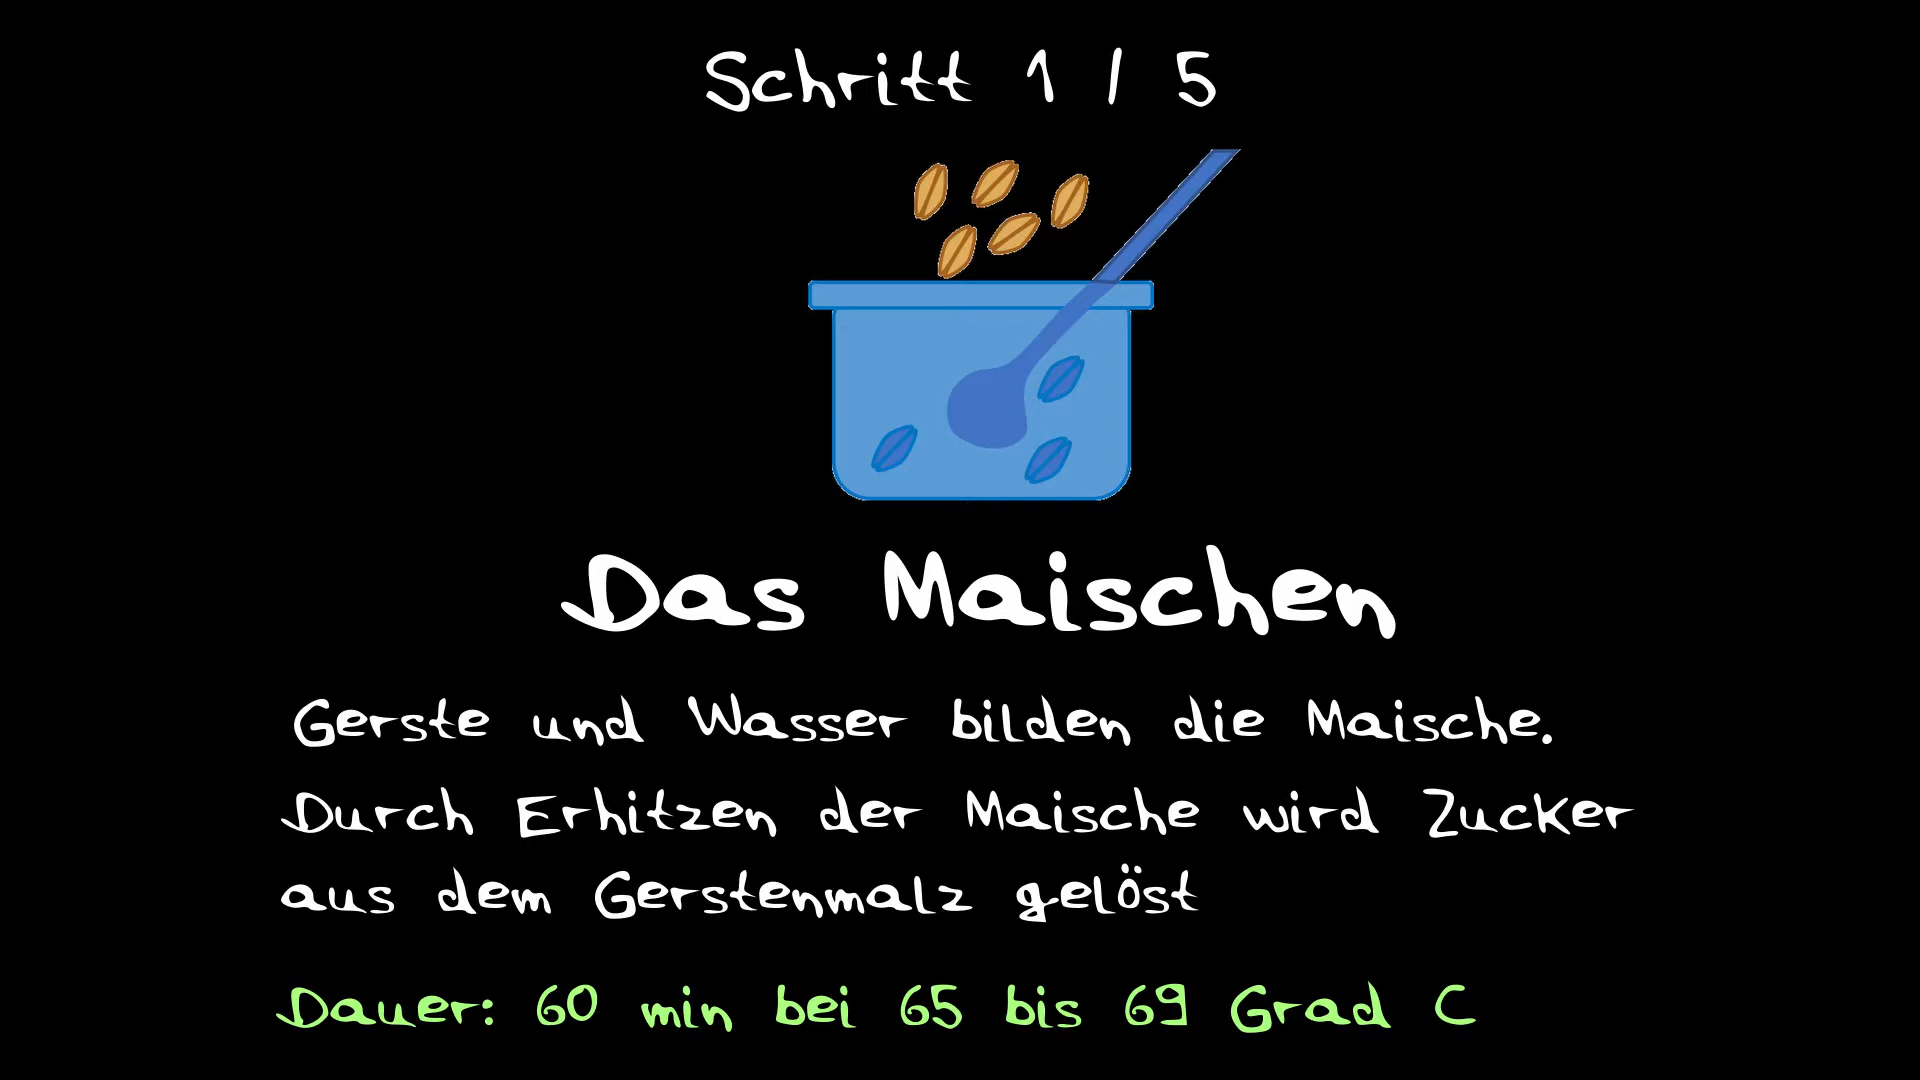 Schritt 1 / 5
Das Maischen
Gerste und Wasser bilden die Maische.
Durch Erhitzen der Maische wird Zucker
aus dem Gerstenmalz gelöst
Dauer: 60 min bei 65 bis 69 Grad C